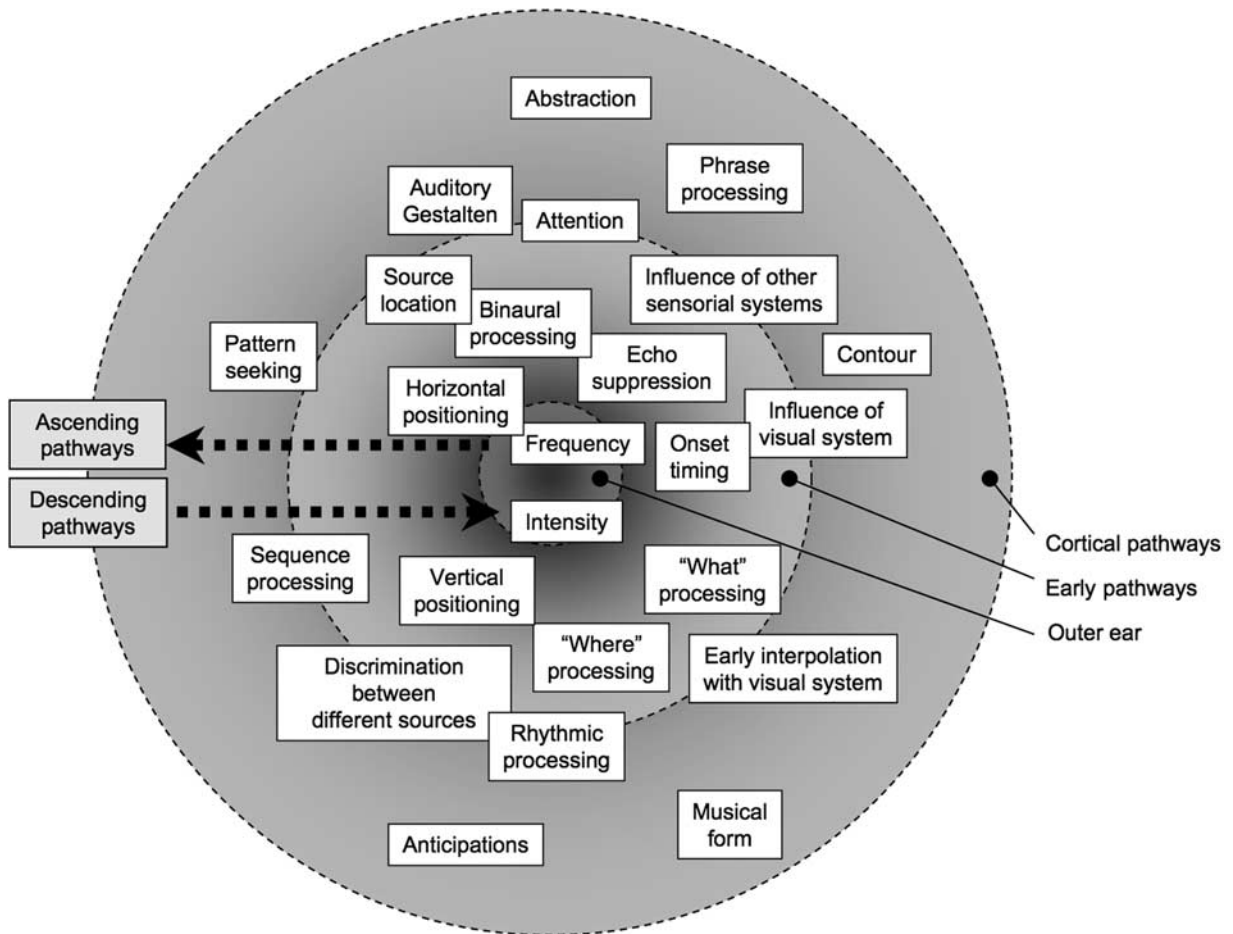 Abstraction
Phrase
processing
Auditory
Gestalten
Attention
Source
location
Influence of other
sensorial systems
Binaural
processing
Pattern
seeking
Echo
suppression
Contour
Horizontal
positioning
Ascending
pathways
Frequency
Onset
timing
Influence of
visual system
Descending
pathways
Intensity
Cortical pathways
Sequence
processing
Vertical
positioning
“What”
processing
Early pathways
Outer ear
“Where”
processing
Early interpolation
with visual system
Discrimination
between
different sources
Rhythmic
processing
Musical
form
Anticipations